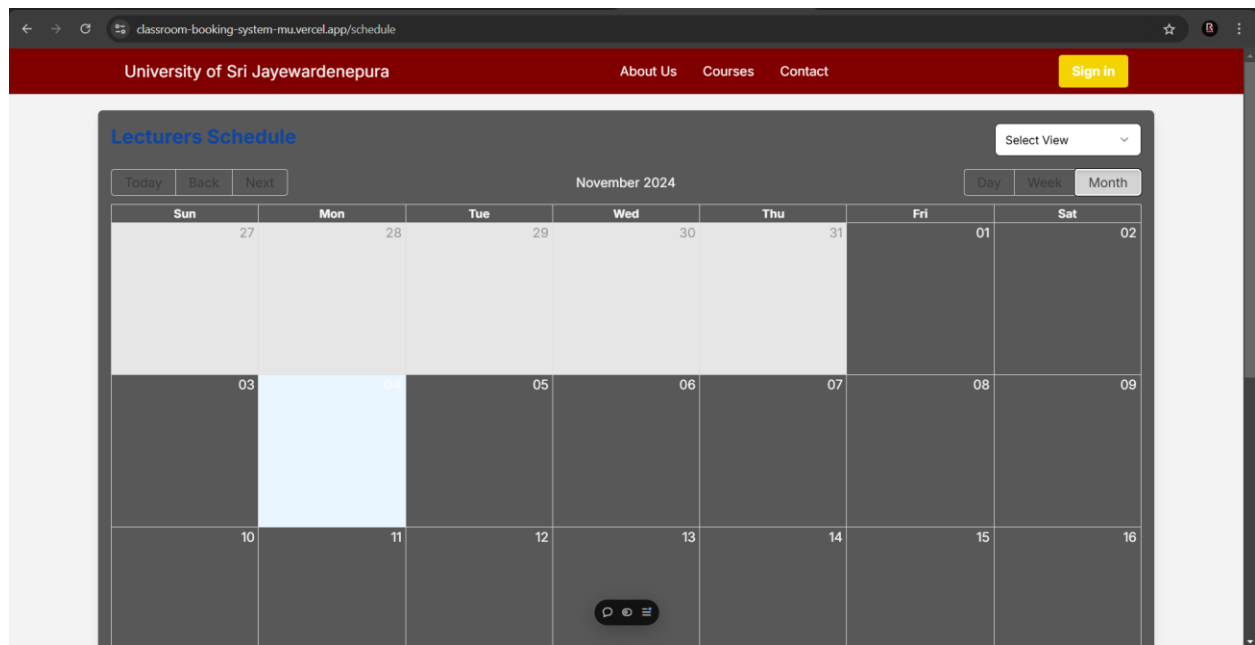 classroom-booking-system-mu.vercel.app/schedule
University of Sri Jayewardenepura About Us Courses Contact Sign in
Lecturers Schedule Select View
Today Back Next November 2024 Day Week Month
Sun Mon Tue Wed Thu Fri Sat
27 28 29 30 31 01 02
03 04 05 06 07 08 09
10 11 12 13 14 15 16